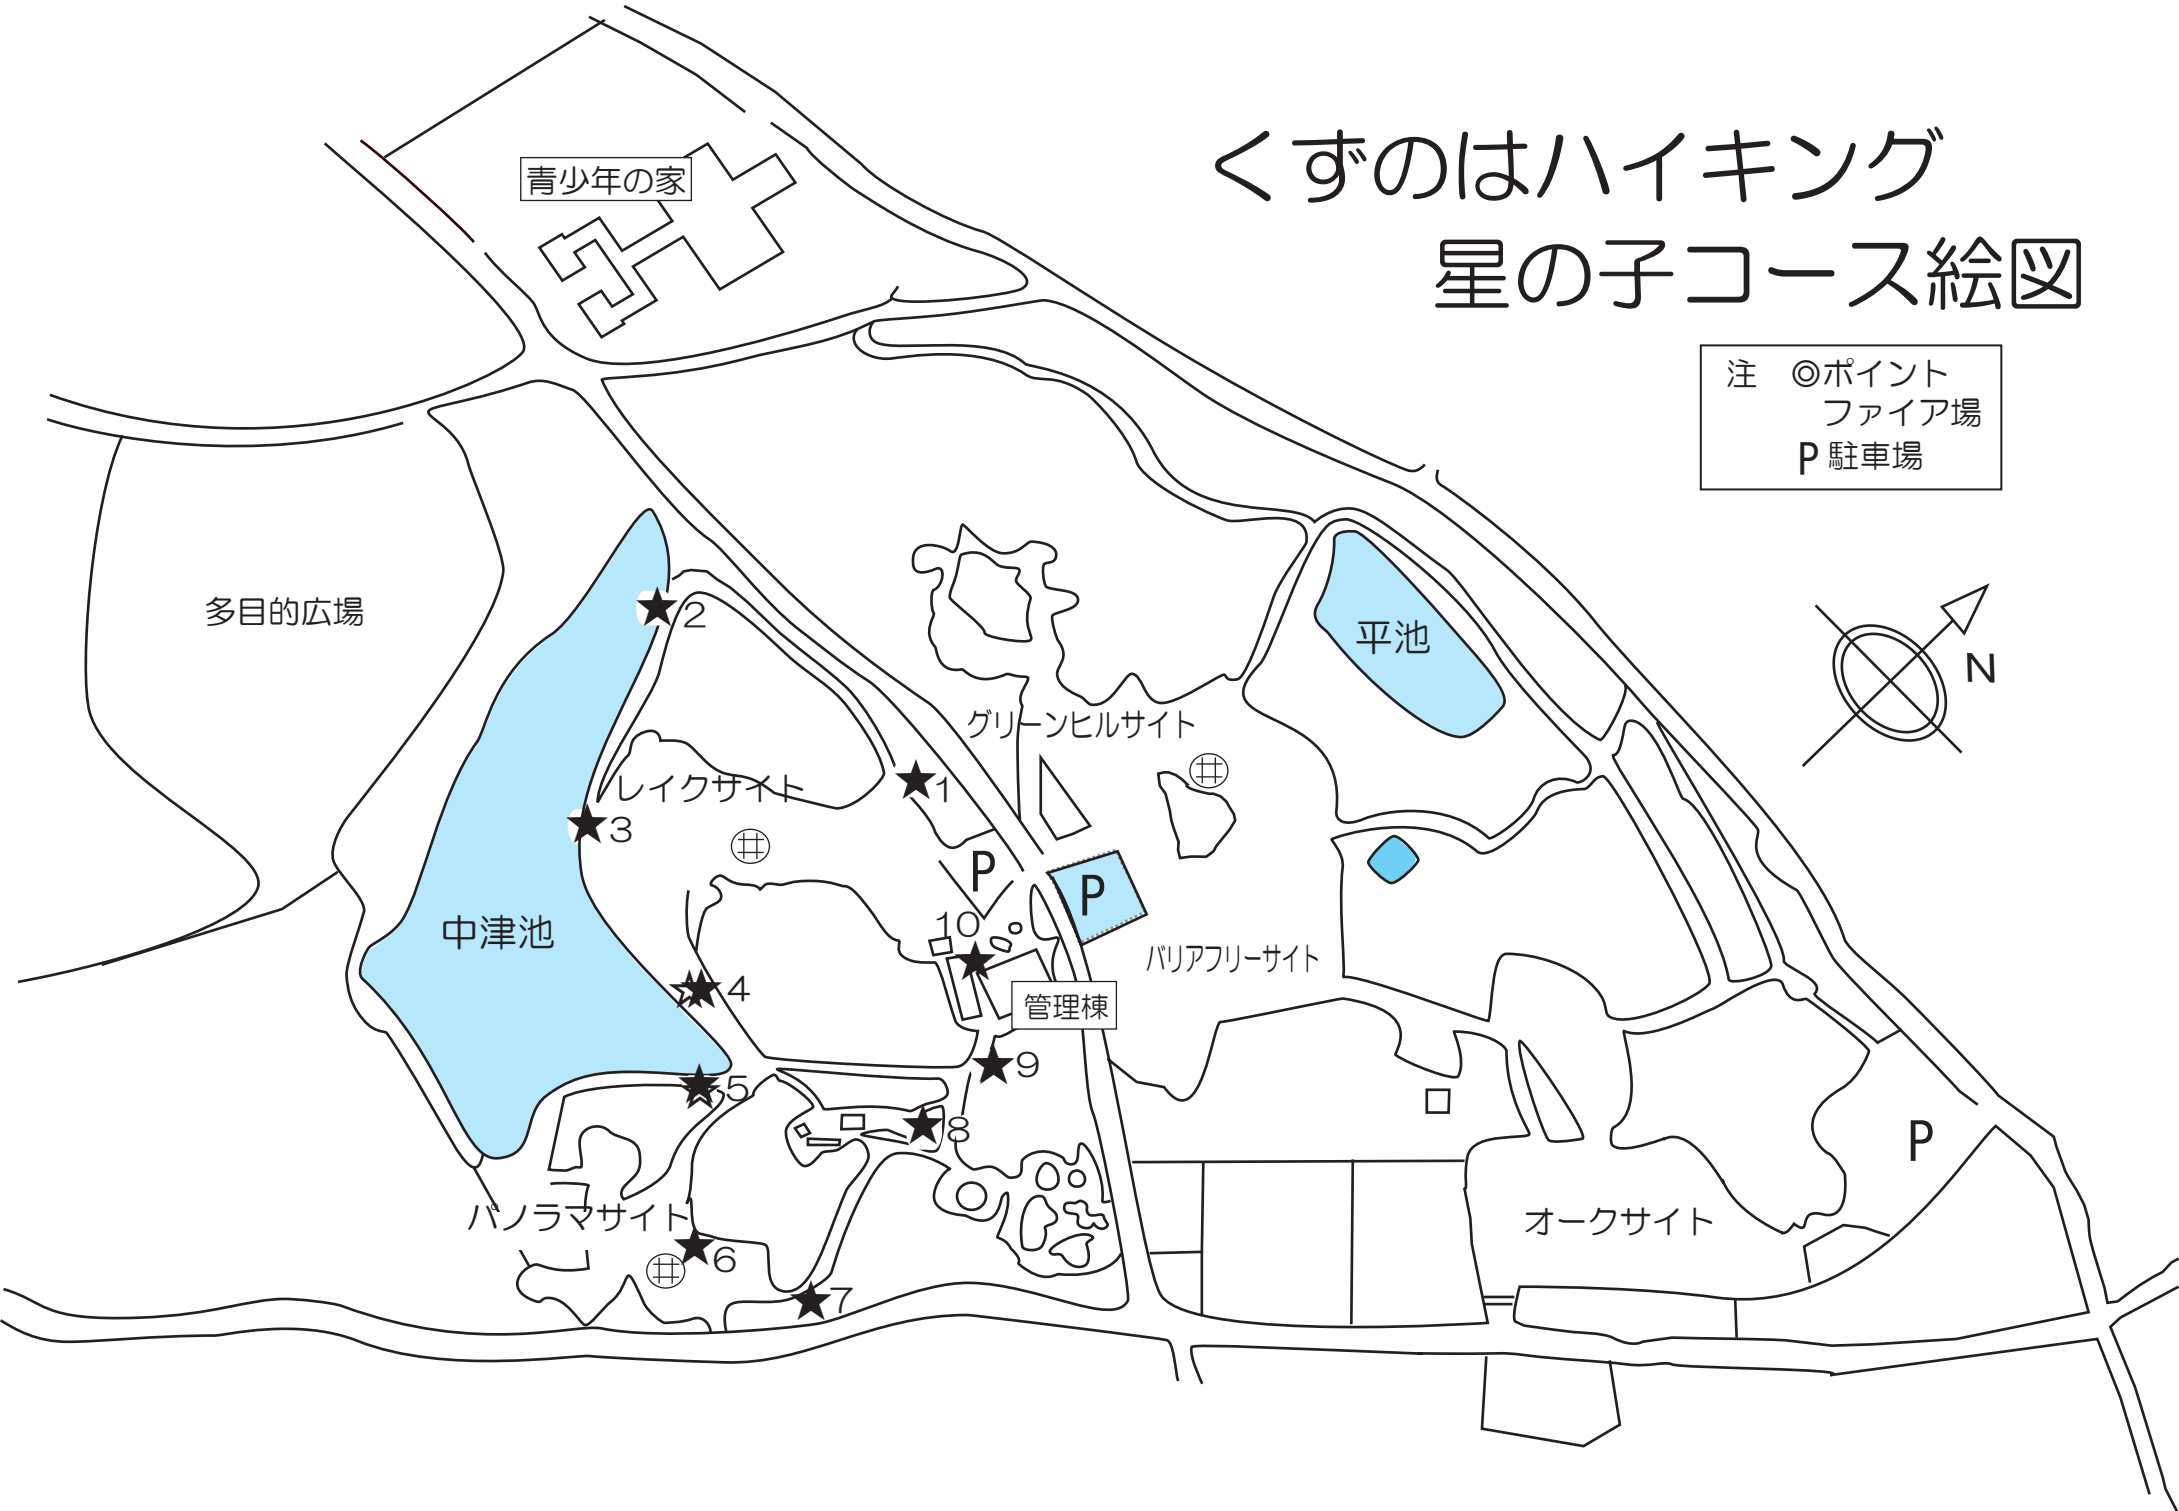 くずのはハイキング
星の子コース絵図
注 ◎ポイント
ファイア場
P 駐車場
青少年の家
多目的広場
平池
N
2
グリーンヒルサイト
レイクサイト
1
3
P
P
中津池
10
バリアフリーサイト
4
管理棟
9
5
8
P
パノラマサイト
オークサイト
6
7